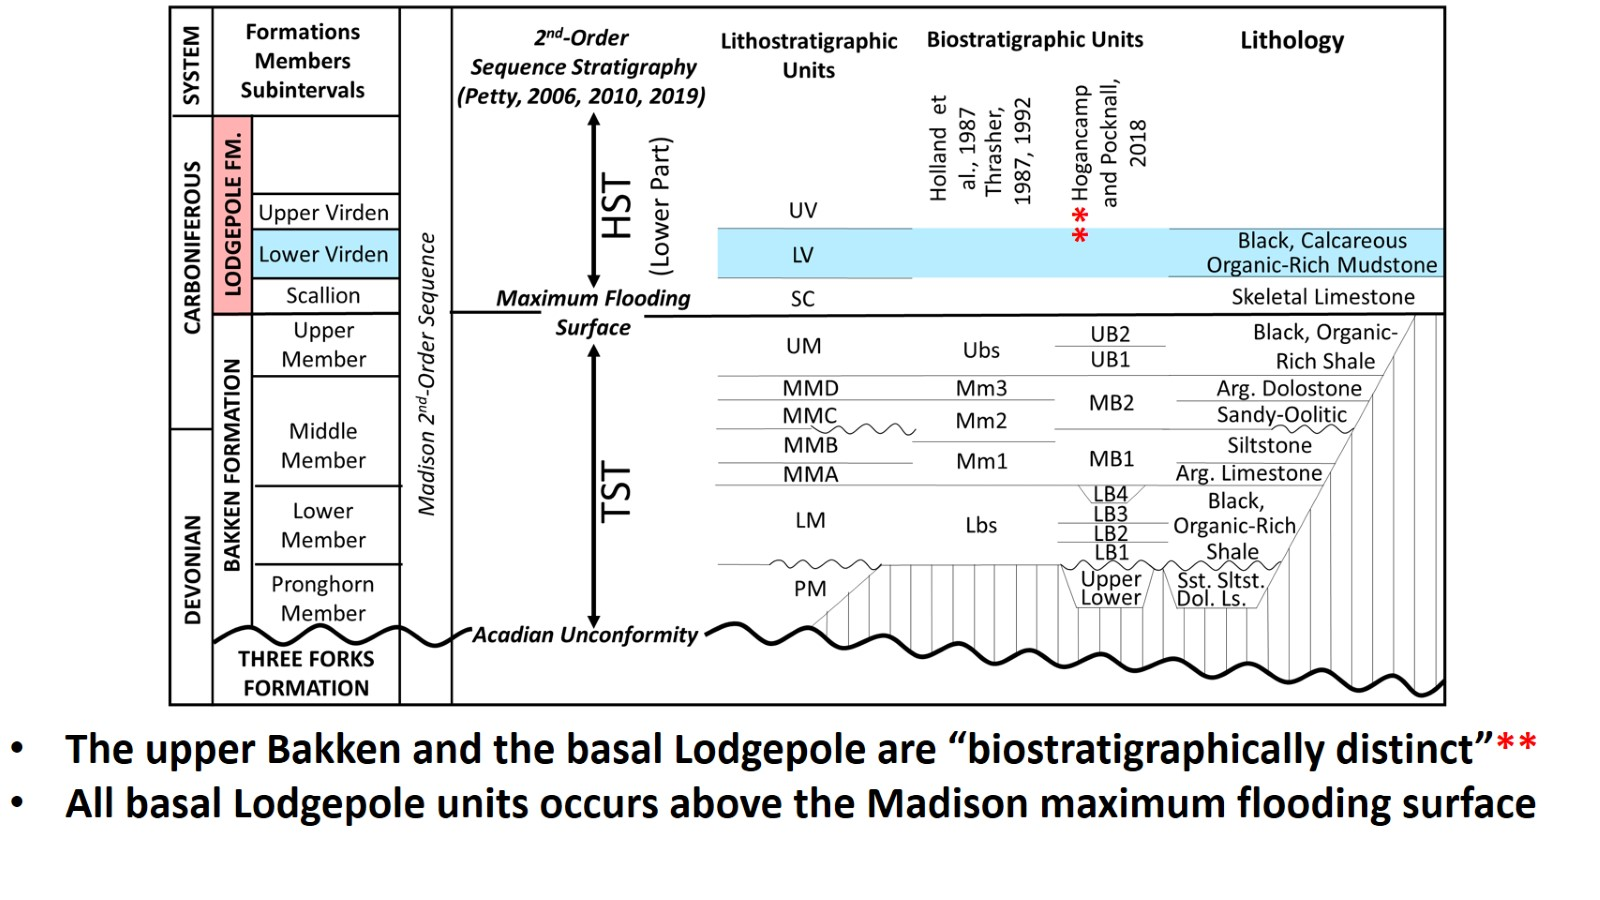 SYSTEM
Formations
Members
Subintervals
2nd-Order
Sequence Stratigraphy
(Petty, 2006, 2010, 2019)
Lithostratigraphic
Units
Biostratigraphic Units
Lithology
Holland et
al., 1987
Thrasher,
1987, 1992
** Hogancamp
and Pocknall,
2018
CARBONIFEROUS
DEVONIAN
LODGEPOLE FM.
BAKKEN FORMATION
Upper Virden
Lower Virden
Scallion
Upper
Member
Middle
Member
Lower
Member
Pronghorn
Member
THREE FORKS
FORMATION
Madison 2nd-Order Sequence
HST
(Lower Part)
Maximum Flooding
Surface
TST
Acadian Unconformity
UV
LV
SC
UM
MMD
MMC
MMB
MMA
LM
PM
Ubs
Mm3
Mm2
Mm1
Lbs
UB2
UB1
MB2
MB1
LB4
LB3
LB2
LB1
Upper
Lower
Black, Calcareous
Organic-Rich Mudstone
Skeletal Limestone
Black, Organic-
Rich Shale
Arg. Dolostone
Sandy-Oolitic
Siltstone
Arg. Limestone
Black,
Organic-Rich
Shale
Sst. Sltst.
Dol. Ls.
• The upper Bakken and the basal Lodgepole are “biostratigraphically distinct”**
• All basal Lodgepole units occurs above the Madison maximum flooding surface